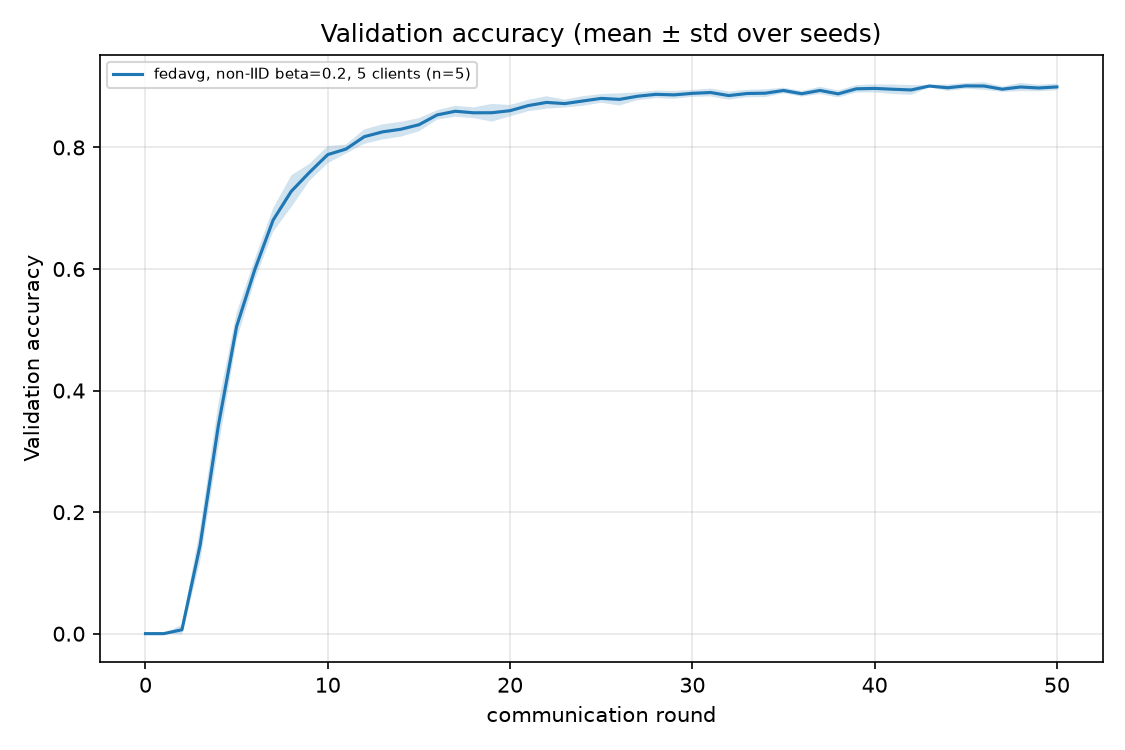 Validation accuracy (mean ± std over seeds)
fedavg, non-IID beta=0.2, 5 clients (n=5)
Validation accuracy
0.8
0.6
0.4
0.2
0.0
0 10 20 30 40 50
communication round